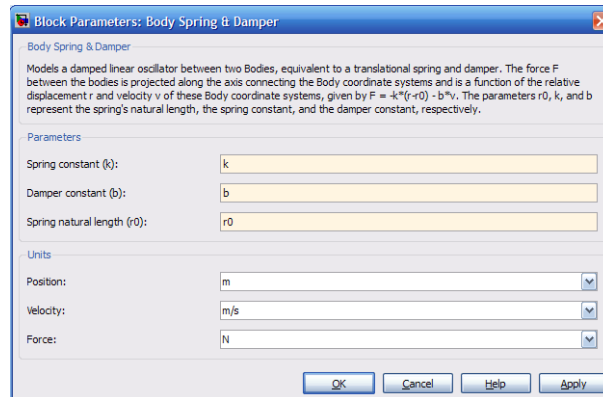 Block Parameters: Body Spring & Damper
Body Spring & Damper
Models a damped linear oscillator between two Bodies, equivalent to a translational spring and damper. The force F
between the bodies is projected along the axis connecting the Body coordinate systems and is a function of the relative
displacement r and velocity v of these Body coordinate systems, given by F = -k*(r-r0) - b*v. The parameters r0, k, and b
represent the spring's natural length, the spring constant, and the damper constant, respectively.
Parameters
Spring constant (k): k
Damper constant (b): b
Spring natural length (r0): r0
Units
Position: m
Velocity: m/s
Force: N
OK Cancel Help Apply